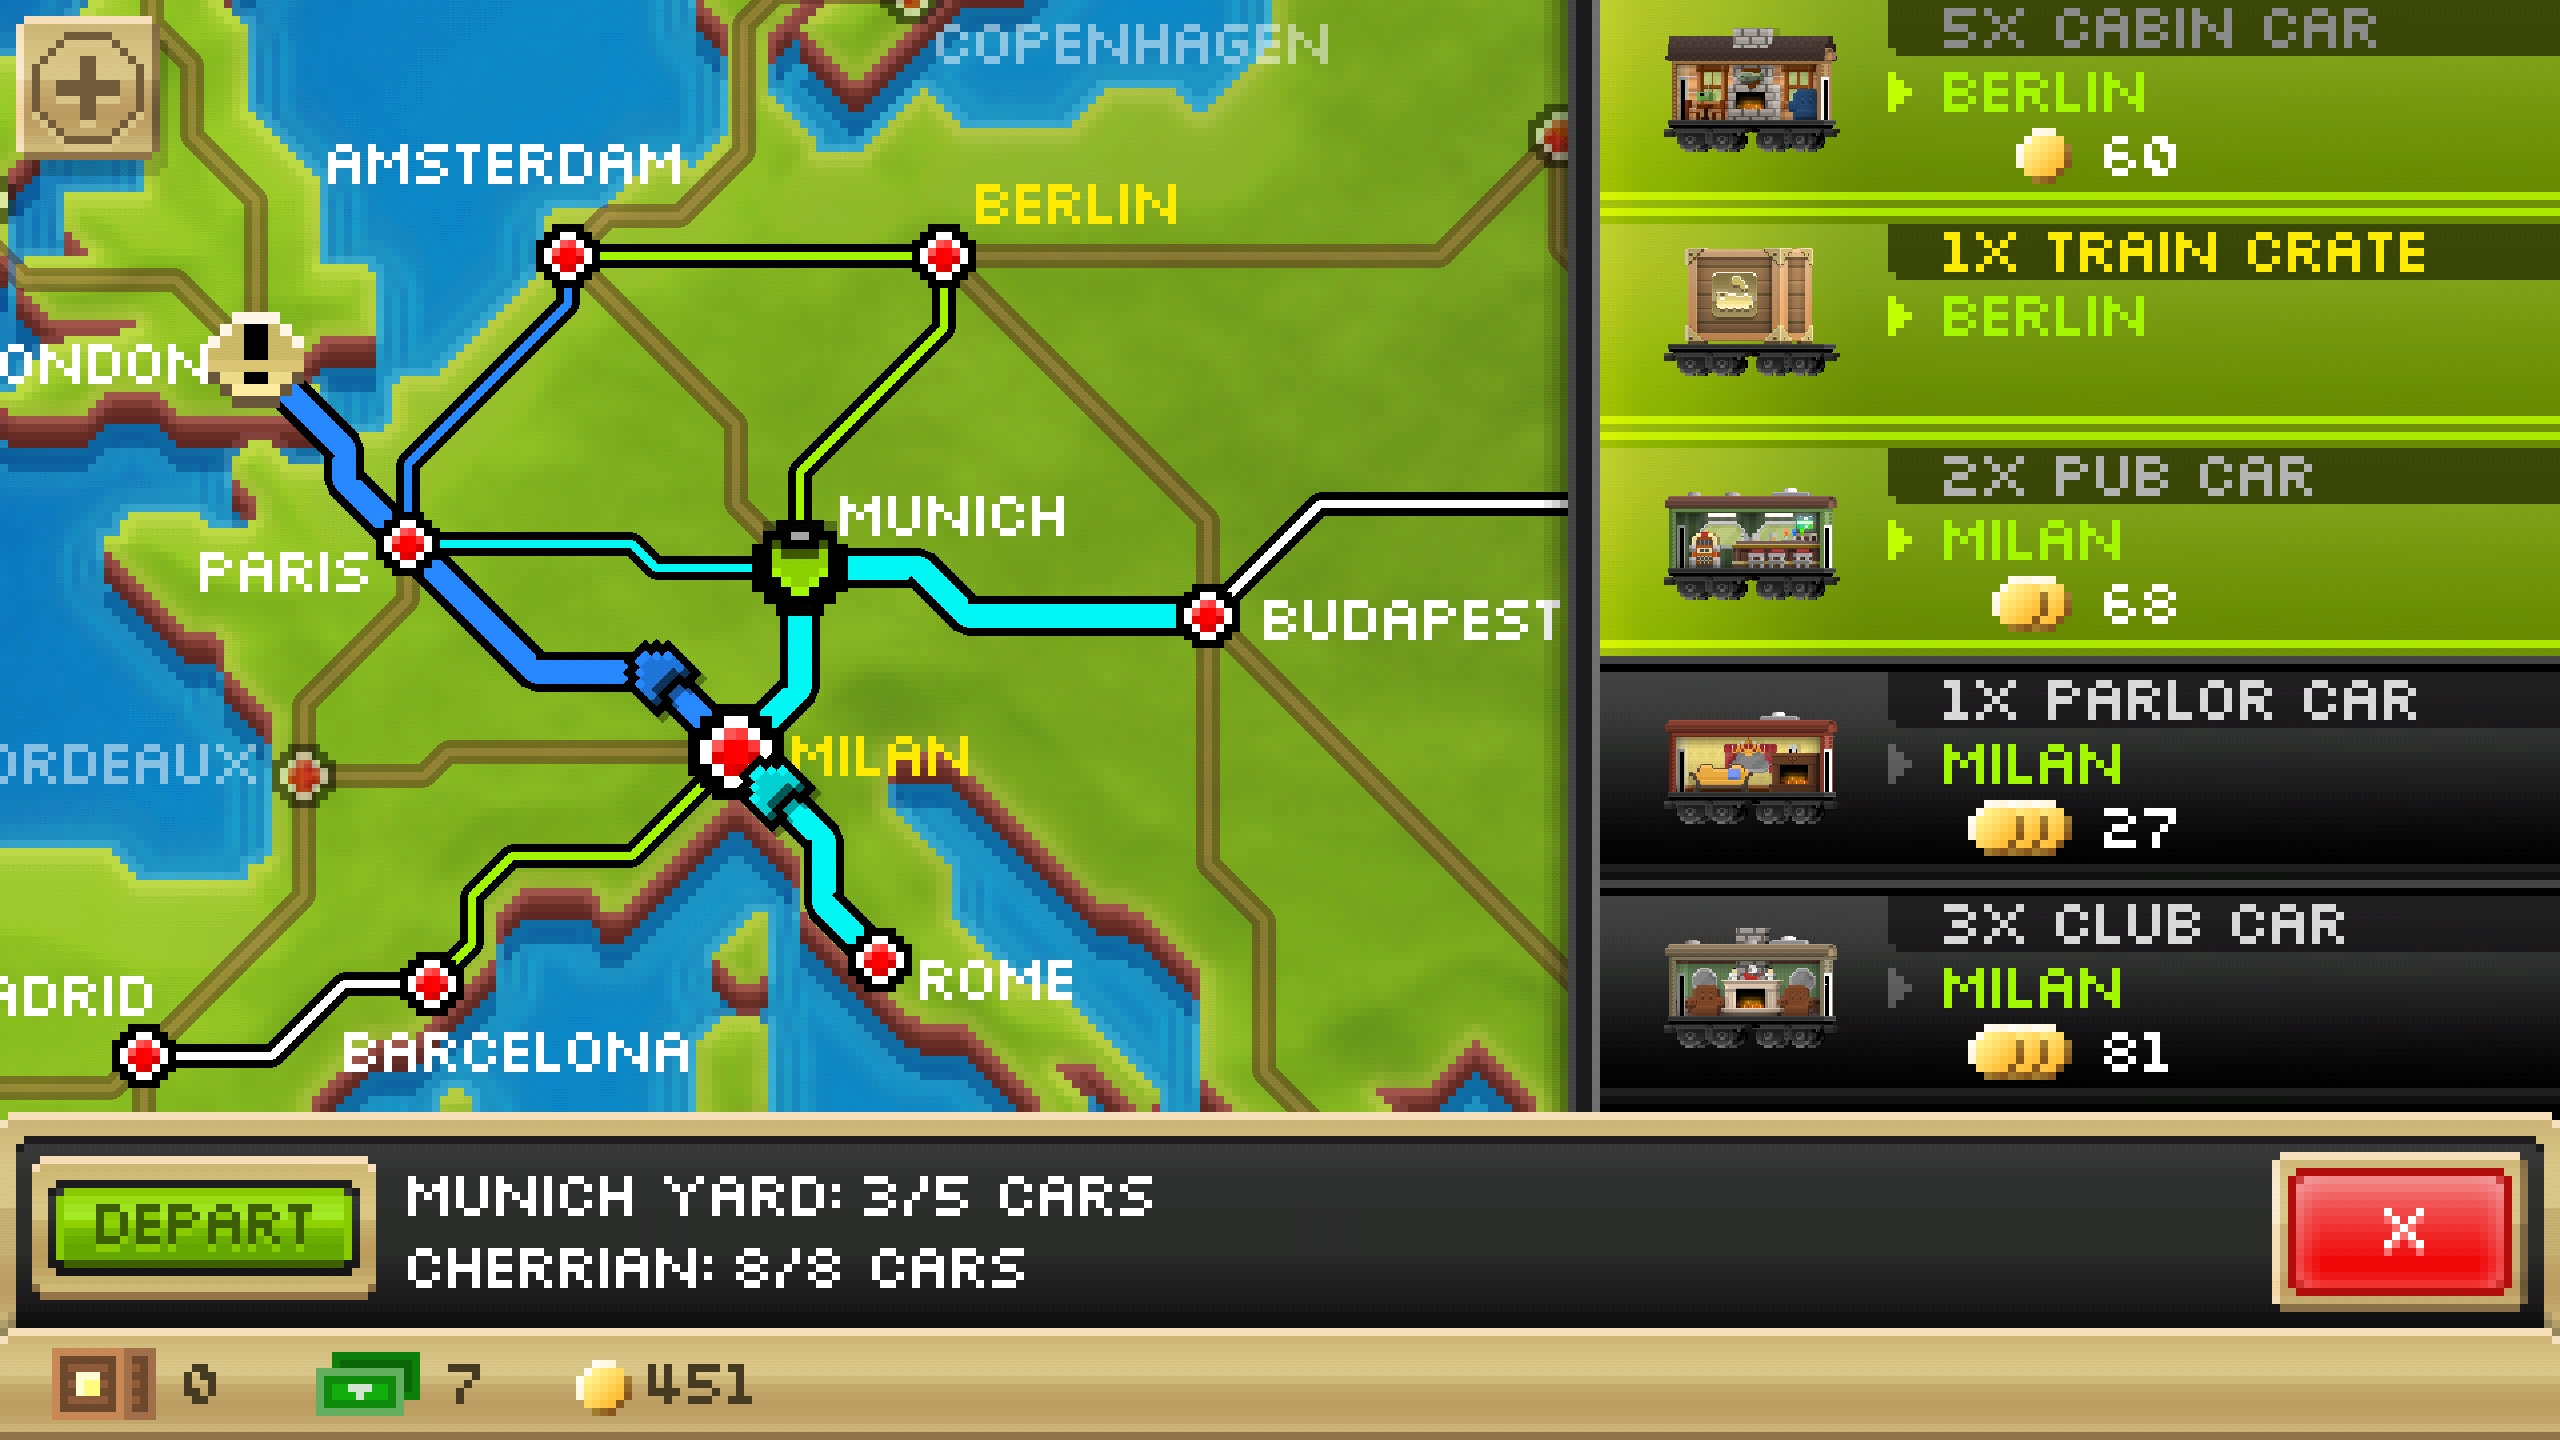 COPENHAGEN
AMSTERDAM
BERLIN
ONDON
MUNICH
PARIS
BUDAPEST
MILAN
ORDEAUX
ROME
ADRID
BARCELONA
5X CABIN CAR
BERLIN
60
1X TRAIN CRATE
BERLIN
2X PUB CAR
MILAN
68
1X PARLOR CAR
MILAN
27
3X CLUB CAR
MILAN
81
DEPART
MUNICH YARD: 3/5 CARS
CHERRIAN: 8/8 CARS
X
0 7 451